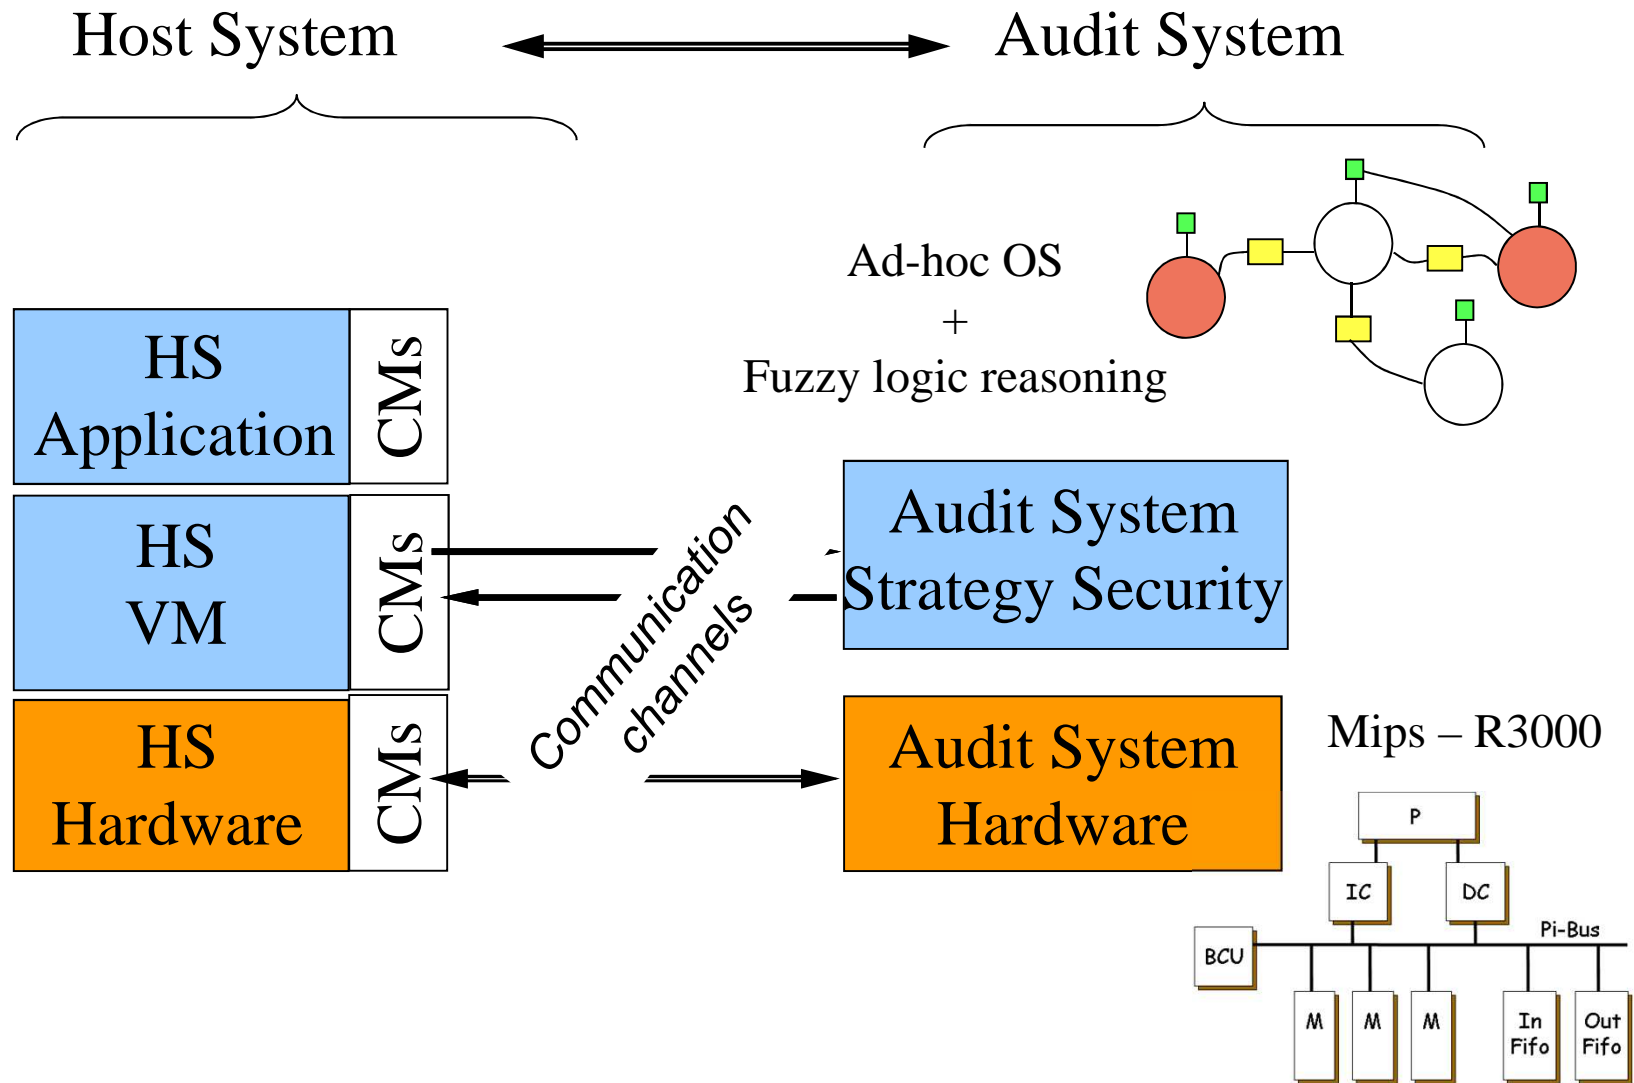 Host System
Audit System
Ad-hoc OS
+
Fuzzy logic reasoning
HS
Application
CMs
HS
VM
CMs
HS
Hardware
CMs
Communication
channels
Audit System
Strategy Security
Audit System
Hardware
Mips – R3000
P
IC
DC
Pi-Bus
BCU
M
M
M
In
Fifo
Out
Fifo